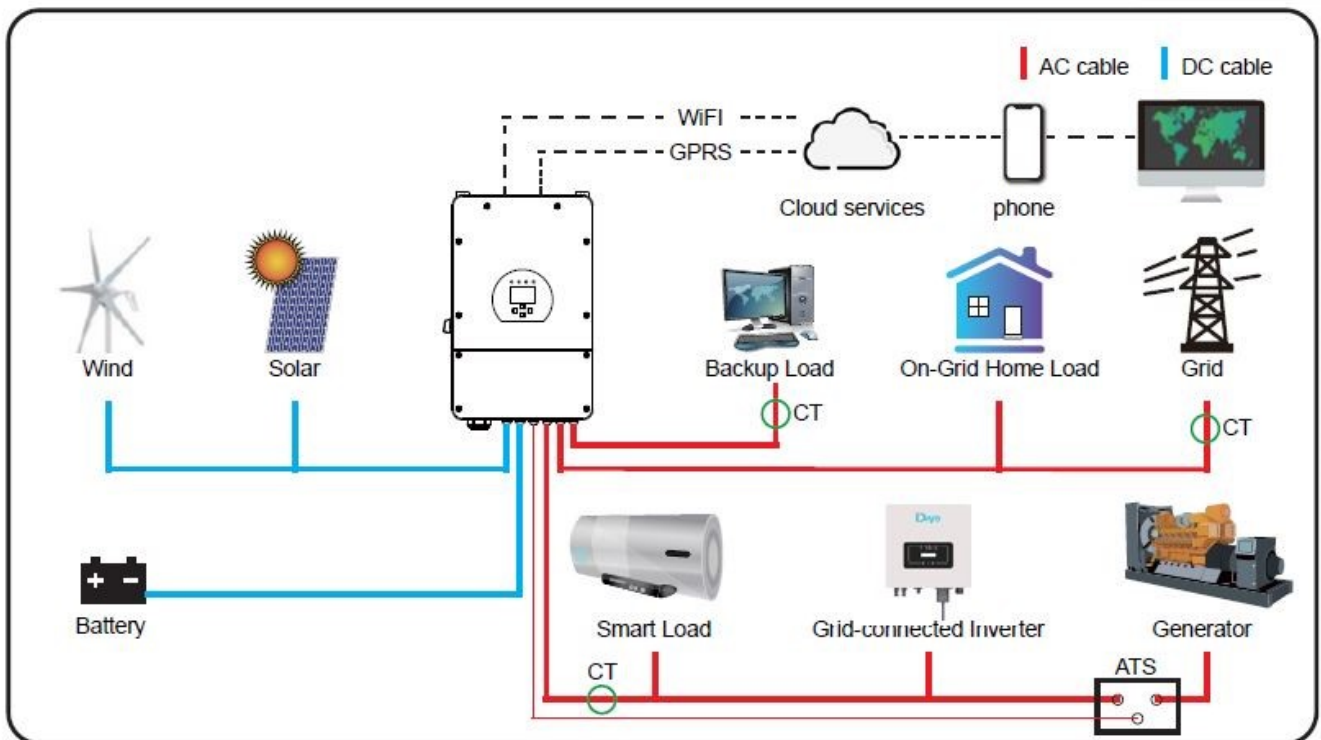 AC cable
DC cable
WiFI
GPRS
Cloud services
phone
Wind
Solar
Backup Load
On-Grid Home Load
Grid
CT
CT
+ -
Battery
Deye
Smart Load
Grid-connected Inverter
Generator
CT
ATS